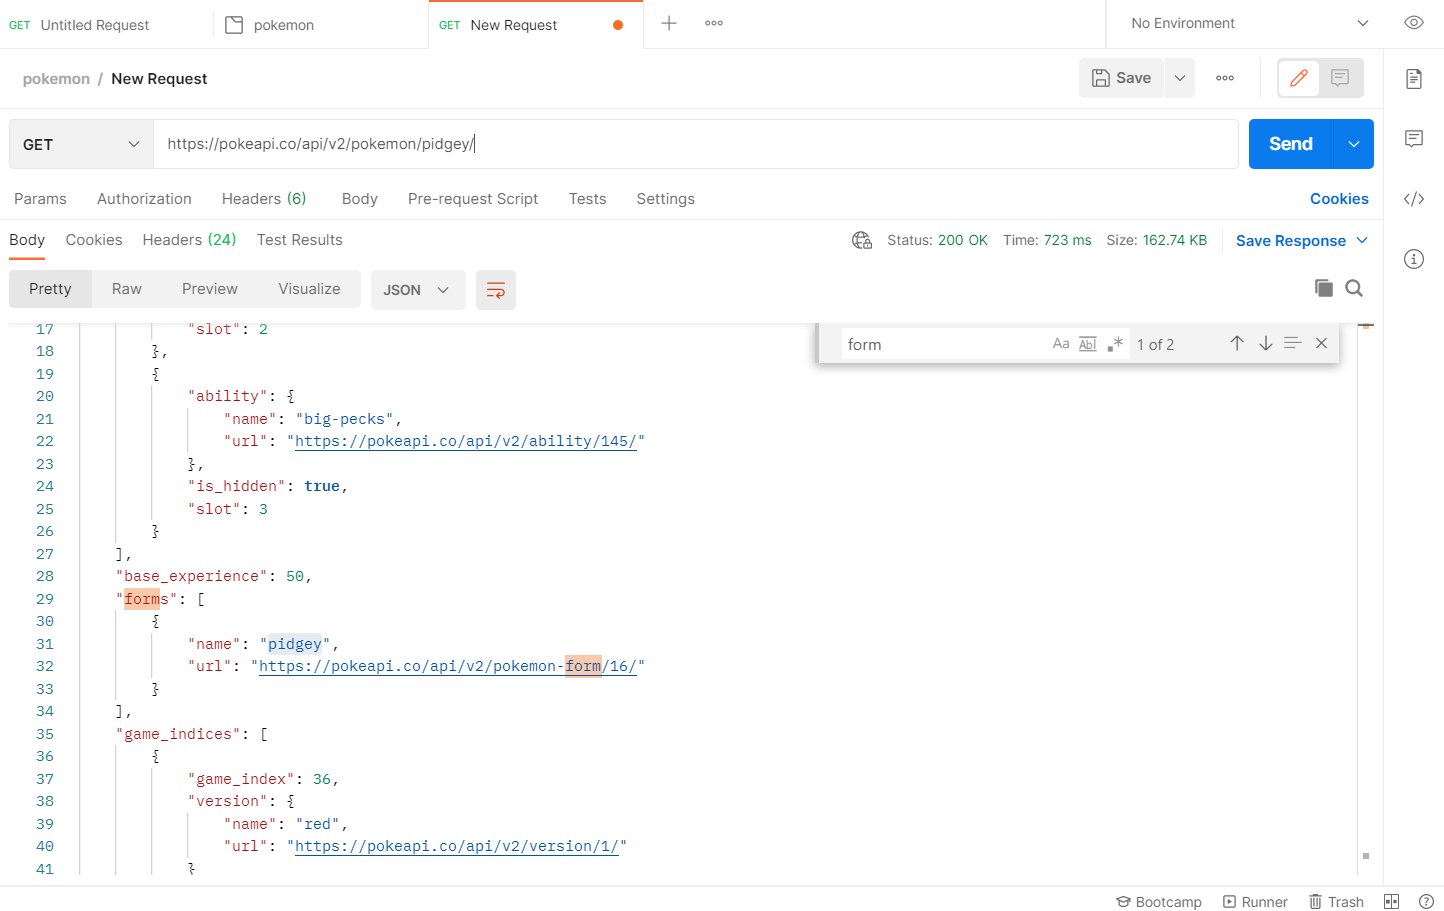 GET Untitled Request pokemon GET New Request No Environment
pokemon / New Request Save
GET https://pokeapi.co/api/v2/pokemon/pidgey/ Send
Params Authorization Headers (6) Body Pre-request Script Tests Settings Cookies
Body Cookies Headers (24) Test Results Status: 200 OK Time: 723 ms Size: 162.74 KB Save Response
Pretty Raw Preview Visualize JSON
form Aa Abl .* 1 of 2
17 "slot": 2
18 },
19 {
20 "ability": {
21 "name": "big-pecks",
22 "url": "https://pokeapi.co/api/v2/ability/145/"
23 },
24 "is_hidden": true,
25 "slot": 3
26 }
27 ],
28 "base_experience": 50,
29 "forms": [
30 {
31 "name": "pidgey",
32 "url": "https://pokeapi.co/api/v2/pokemon-form/16/"
33 }
34 ],
35 "game_indices": [
36 {
37 "game_index": 36,
38 "version": {
39 "name": "red",
40 "url": "https://pokeapi.co/api/v2/version/1/"
41 }
Bootcamp Runner Trash